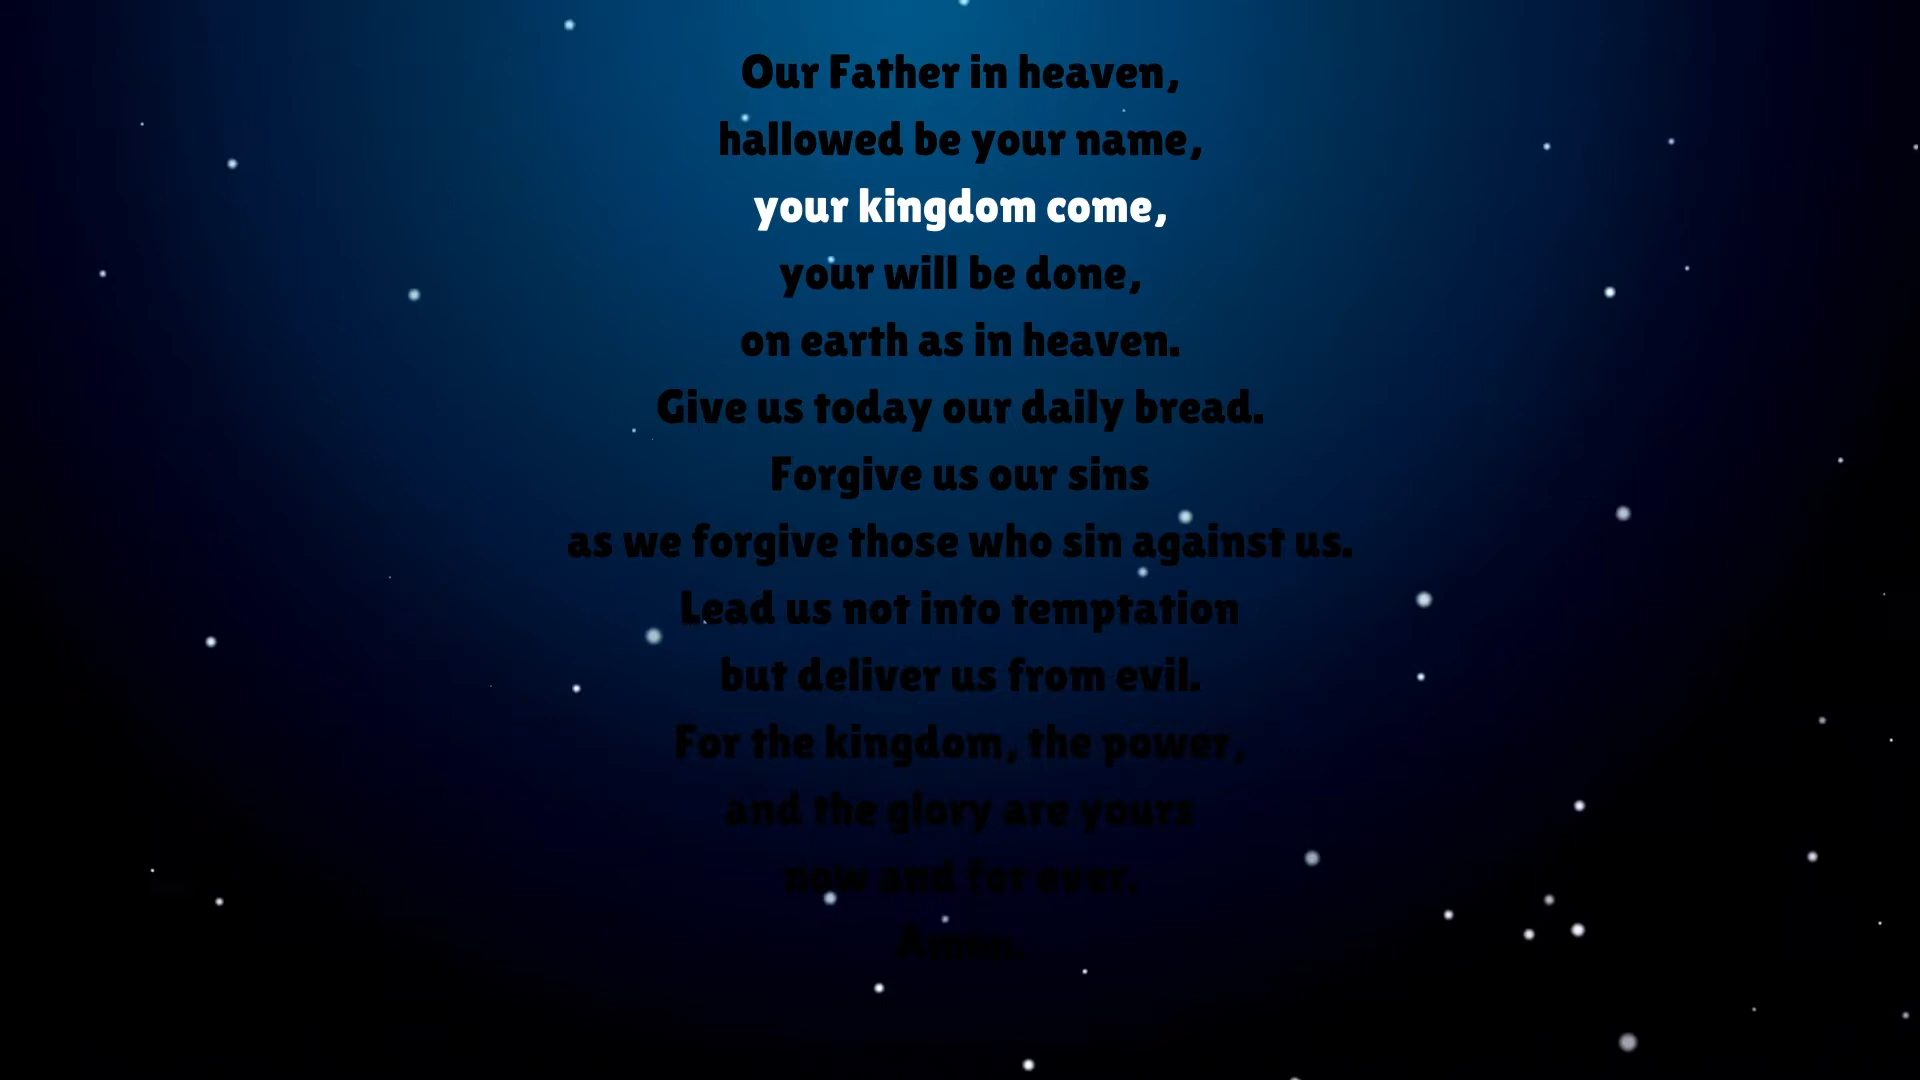 Our Father in heaven,
hallowed be your name,
your kingdom come,
your will be done,
on earth as in heaven.
Give us today our daily bread.
Forgive us our sins
as we forgive those who sin against us.
Lead us not into temptation
but deliver us from evil.
For the kingdom, the power,
and the glory are yours
now and for ever.
Amen.